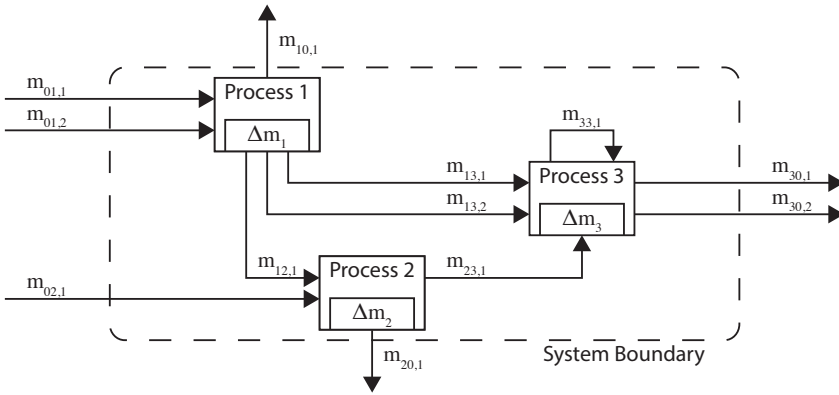 m10,1
m01,1
Process 1
m01,2
Δm1
m33,1
m13,1
Process 3
m30,1
m13,2
Δm3
m30,2
m12,1
Process 2
m23,1
m02,1
Δm2
m20,1
System Boundary